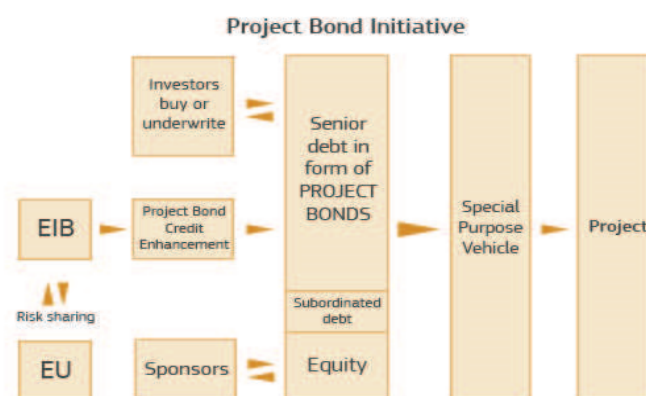 Project Bond Initiative
Investors
buy or
underwrite
Senior
debt in
form of
PROJECT
BONDS
EIB
Project Bond
Credit
Enhancement
Special
Purpose
Vehicle
Project
Subordinated
debt
Risk sharing
EU
Sponsors
Equity